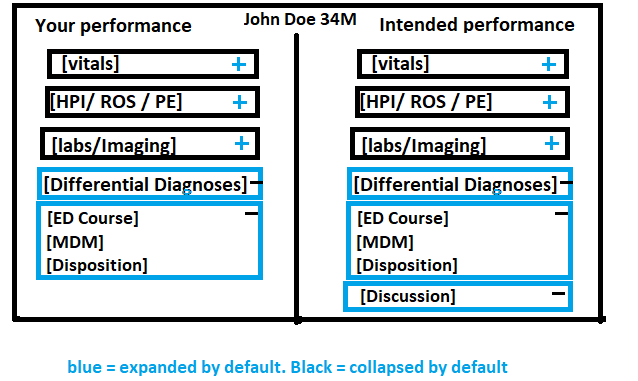 John Doe 34M
Your performance
[vitals] +
[HPI/ ROS / PE] +
[labs/Imaging] +
[Differential Diagnoses] -
[ED Course] -
[MDM]
[Disposition]
Intended performance
[vitals] +
[HPI/ ROS / PE] +
[labs/Imaging] +
[Differential Diagnoses] -
[ED Course] -
[MDM]
[Disposition]
[Discussion] -
blue = expanded by default. Black = collapsed by default